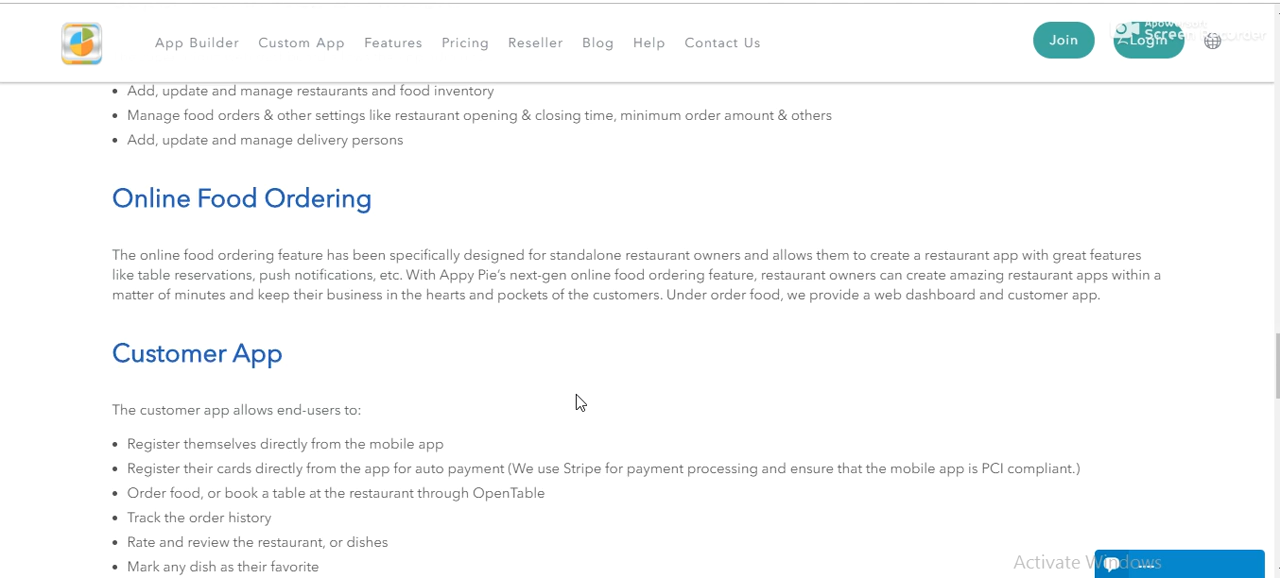 App Builder Custom App Features Pricing Reseller Blog Help Contact Us Join Login
Screen Recorder
• Add, update and manage restaurants and food inventory
• Manage food orders & other settings like restaurant opening & closing time, minimum order amount & others
• Add, update and manage delivery persons
Online Food Ordering
The online food ordering feature has been specifically designed for standalone restaurant owners and allows them to create a restaurant app with great features
like table reservations, push notifications, etc. With Appy Pie's next-gen online food ordering feature, restaurant owners can create amazing restaurant apps within a
matter of minutes and keep their business in the hearts and pockets of the customers. Under order food, we provide a web dashboard and customer app.
Customer App
The customer app allows end-users to:
• Register themselves directly from the mobile app
• Register their cards directly from the app for auto payment (We use Stripe for payment processing and ensure that the mobile app is PCI compliant.)
• Order food, or book a table at the restaurant through OpenTable
• Track the order history
• Rate and review the restaurant, or dishes
• Mark any dish as their favorite
Activate Windows